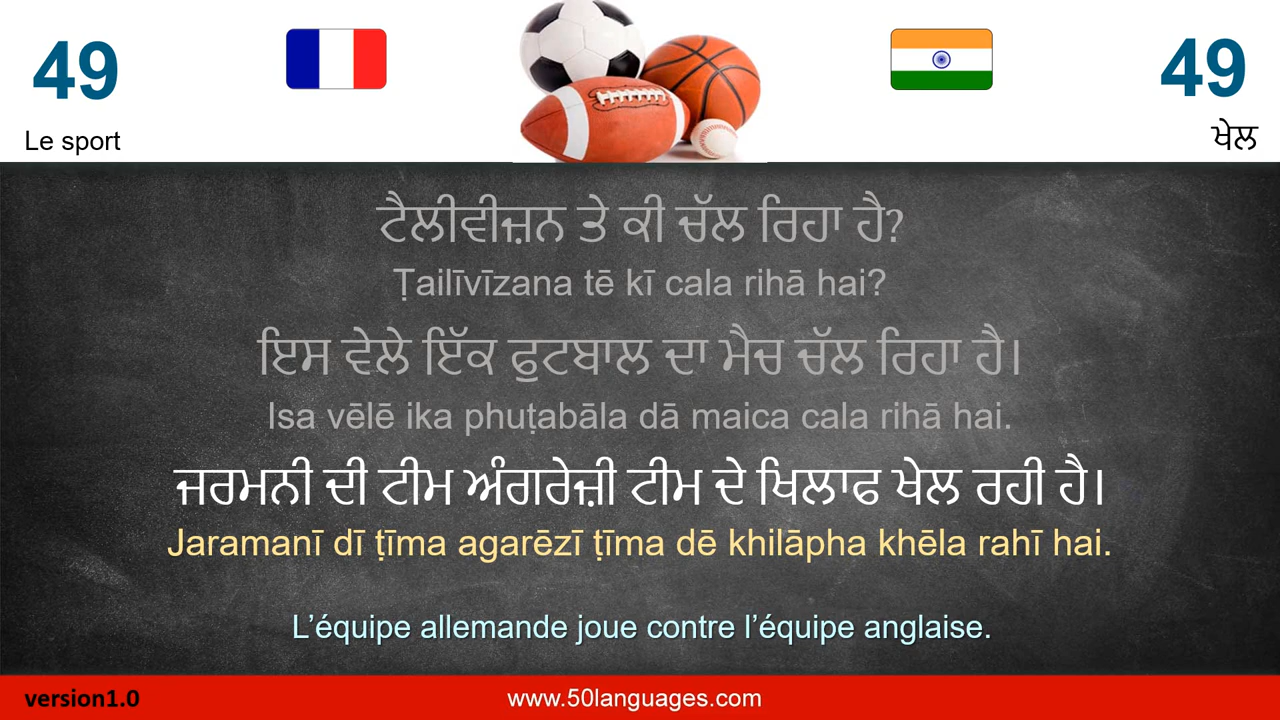 49
49
Le sport
ਖੇਲ
ਟੈਲੀਵੀਜ਼ਨ ਤੇ ਕੀ ਚੱਲ ਰਿਹਾ ਹੈ?
Ṭailīvīzana tē kī cala rihā hai?
ਇਸ ਵੇਲੇ ਇੱਕ ਫੁਟਬਾਲ ਦਾ ਮੈਚ ਚੱਲ ਰਿਹਾ ਹੈ।
Isa vēlē ika phuṭabāla dā maica cala rihā hai.
ਜਰਮਨੀ ਦੀ ਟੀਮ ਅੰਗਰੇਜ਼ੀ ਟੀਮ ਦੇ ਖਿਲਾਫ ਖੇਲ ਰਹੀ ਹੈ।
Jaramanī dī ṭīma agarēzī ṭīma dē khilāpha khēla rahī hai.
L’équipe allemande joue contre l’équipe anglaise.
version1.0
www.50languages.com